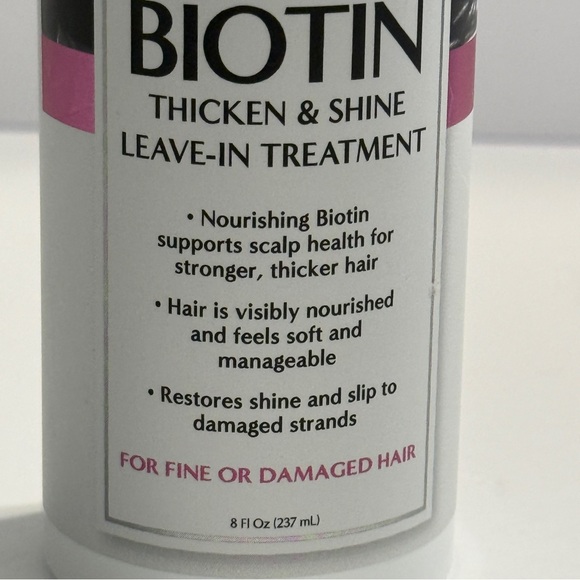 BIOTIN
THICKEN & SHINE
LEAVE-IN TREATMENT
• Nourishing Biotin
supports scalp health for
stronger, thicker hair
• Hair is visibly nourished
and feels soft and
manageable
• Restores shine and slip to
damaged strands
FOR FINE OR DAMAGED HAIR
8 Fl Oz (237 mL)